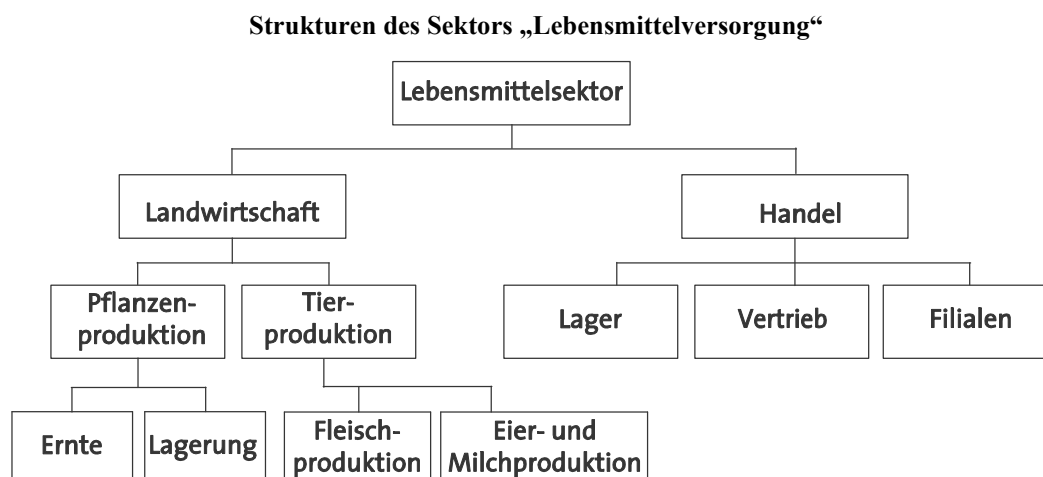 Strukturen des Sektors „Lebensmittelversorgung“
Lebensmittelsektor
Landwirtschaft
Handel
Pflanzen-
produktion
Tier-
produktion
Lager
Vertrieb
Filialen
Ernte
Lagerung
Fleisch-
produktion
Eier- und
Milchproduktion